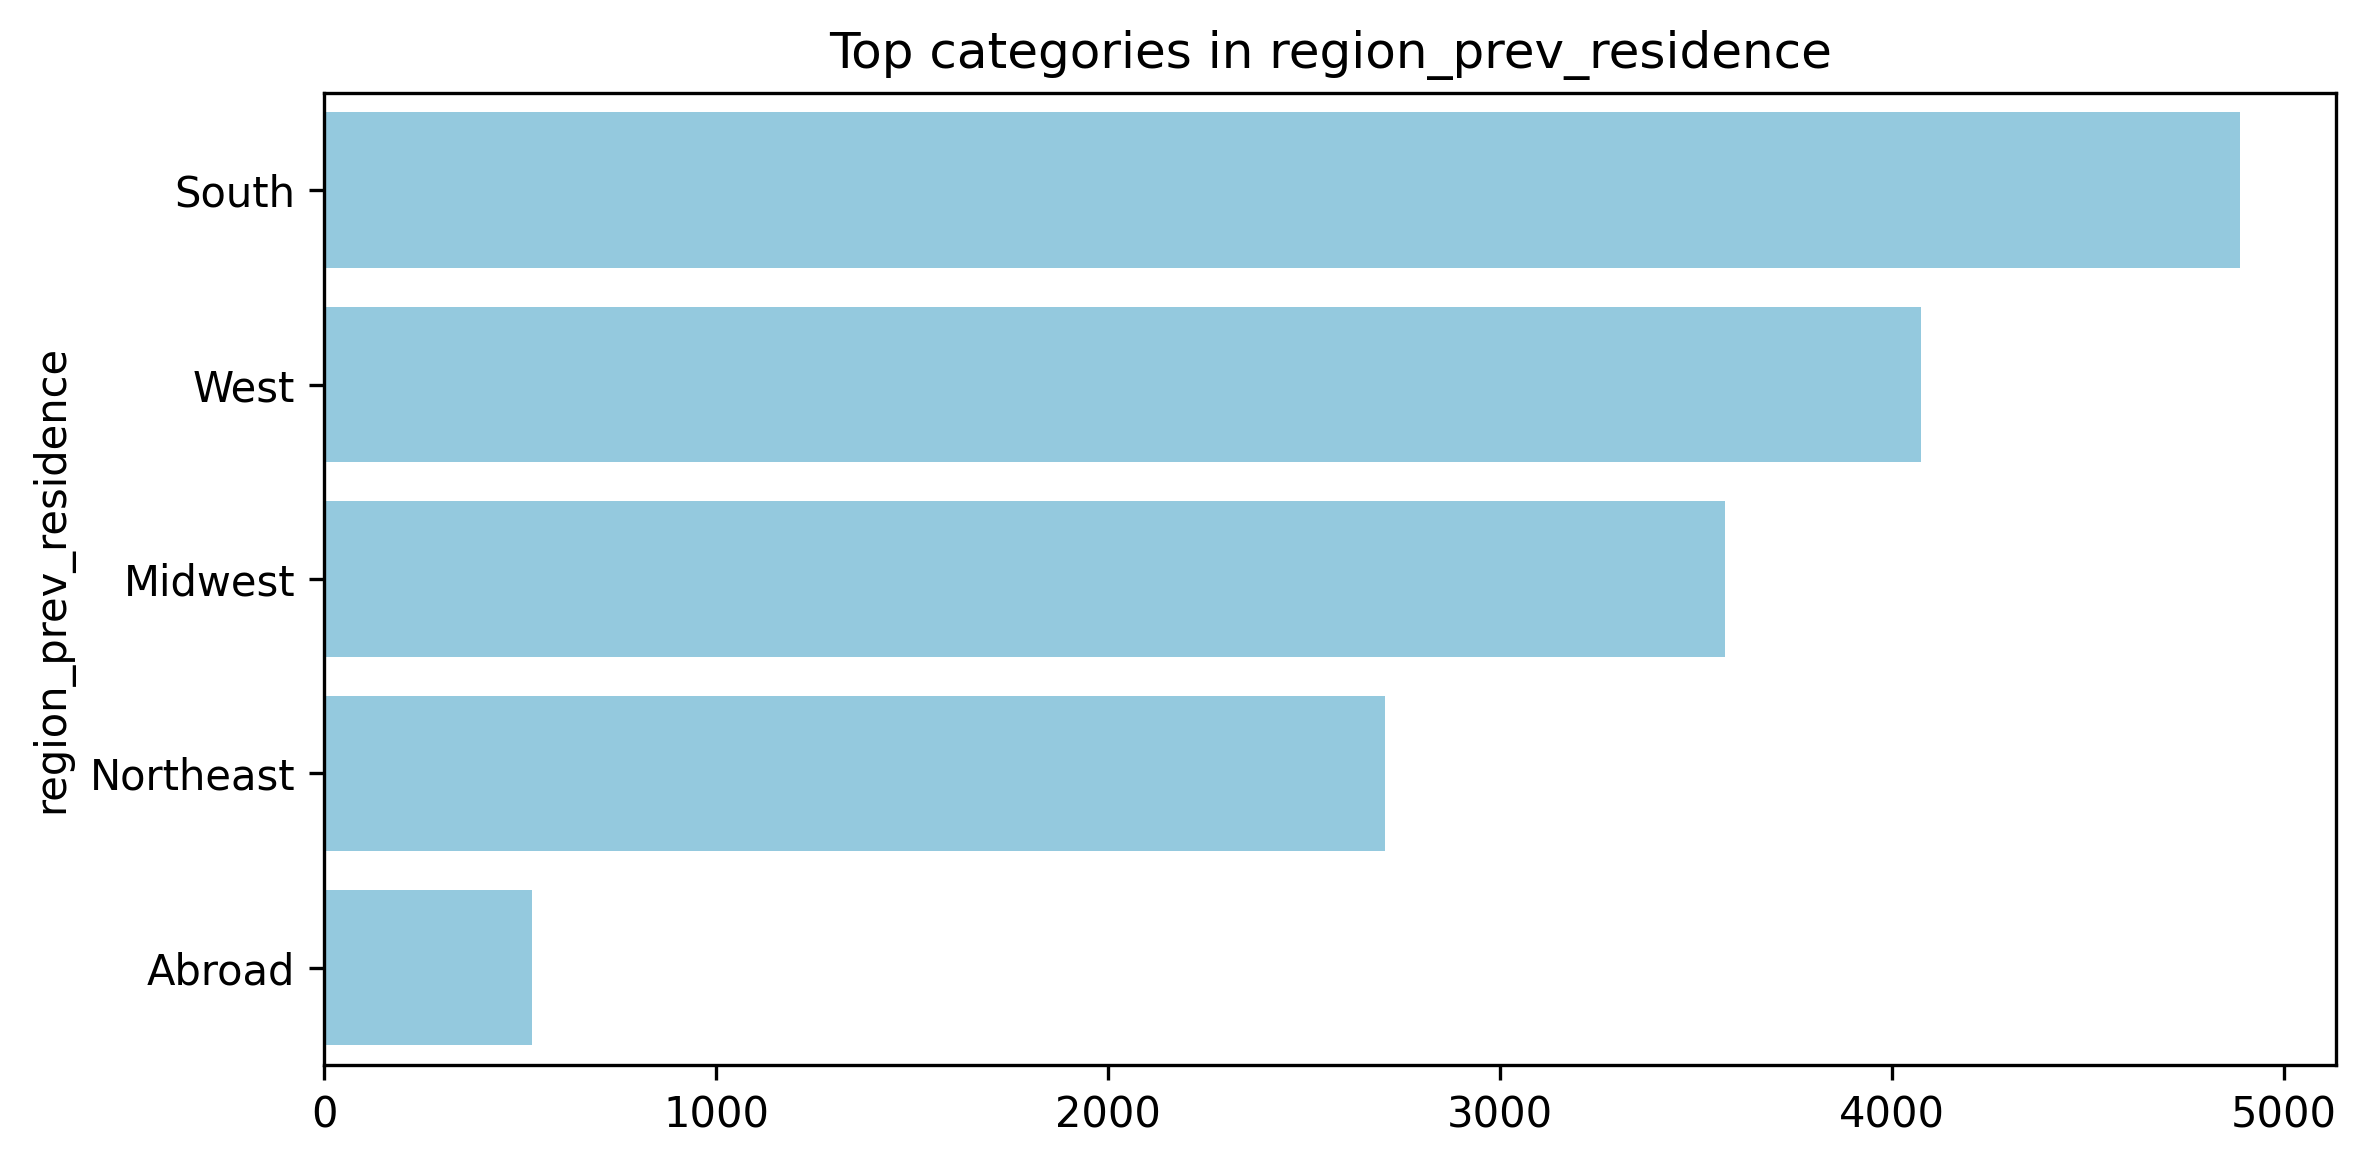 Top categories in region_prev_residence
region_prev_residence
South
West
Midwest
Northeast
Abroad
0 1000 2000 3000 4000 5000